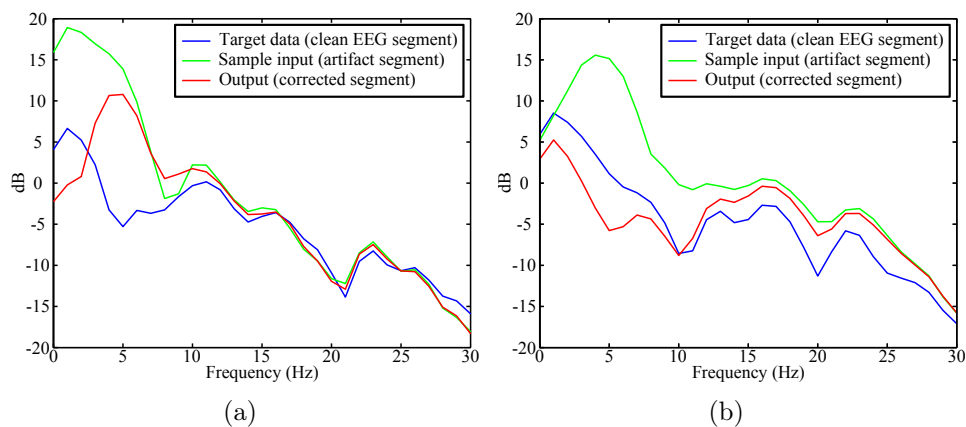 20
15
10
5
0
-5
-10
-15
-20
dB
0
5
10
15
20
25
30
Frequency (Hz)
Target data (clean EEG segment)
Sample input (artifact segment)
Output (corrected segment)
(a)
20
15
10
5
0
-5
-10
-15
-20
dB
0
5
10
15
20
25
30
Frequency (Hz)
Target data (clean EEG segment)
Sample input (artifact segment)
Output (corrected segment)
(b)